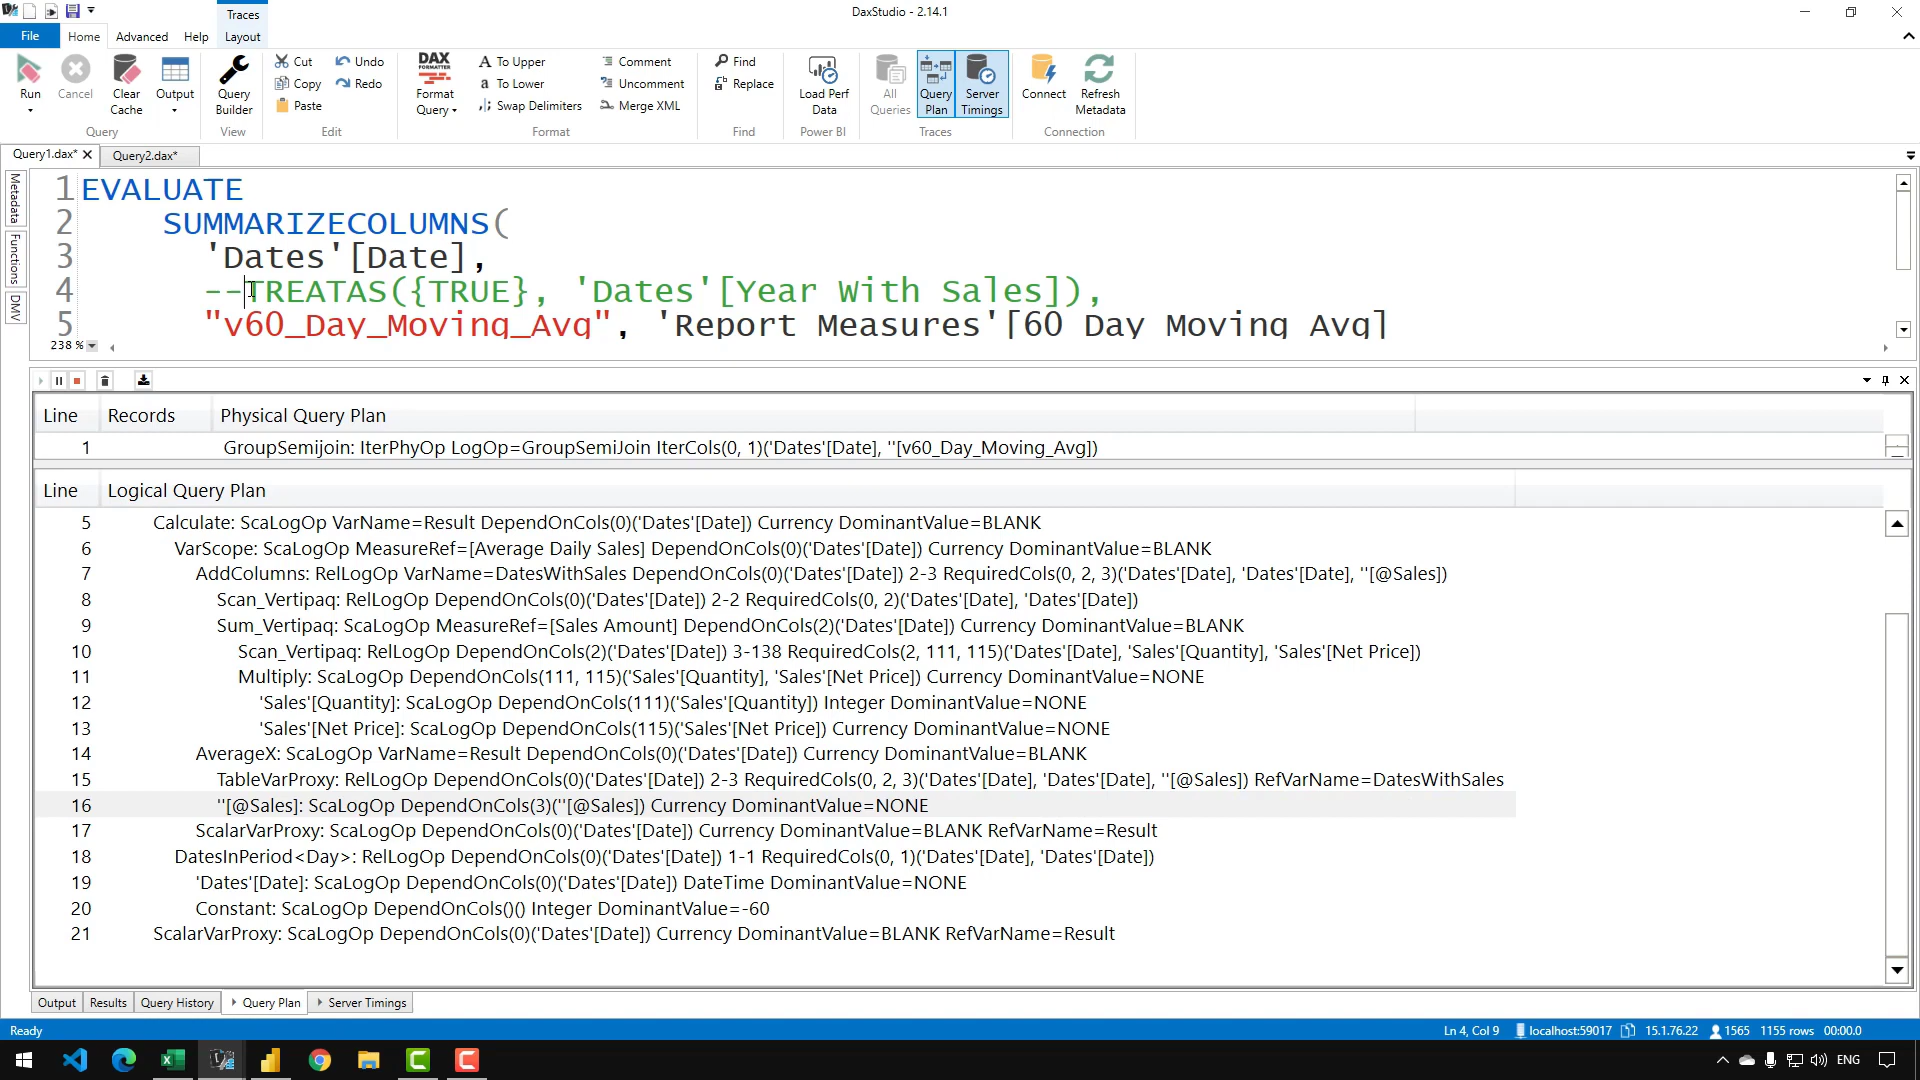 Traces
DaxStudio - 2.14.1
File
Home
Advanced
Help
Layout
Run
Cancel
Clear
Cache
Output
Query
Builder
Cut
Copy
Paste
Undo
Redo
DAX
FORMATTER
Format
Query
To Upper
To Lower
Swap Delimiters
Comment
Uncomment
Merge XML
Find
Replace
Load Perf
Data
All
Queries
Query
Plan
Server
Timings
Connect
Refresh
Metadata
Query
View
Edit
Format
Find
Power BI
Traces
Connection
Query1.dax*
Query2.dax*
Metadata
Functions
DMV
1 EVALUATE
2 SUMMARIZECOLUMNS(
3 'Dates'[Date],
4 --TREATAS({TRUE}, 'Dates'[Year With Sales]),
5 "v60_Day_Moving_Avg", 'Report Measures'[60 Day Moving Avg]
238 %
Line Records Physical Query Plan
1 GroupSemijoin: IterPhyOp LogOp=GroupSemiJoin IterCols(0, 1)('Dates'[Date], ''[v60_Day_Moving_Avg])
Line Logical Query Plan
5 Calculate: ScaLogOp VarName=Result DependOnCols(0)('Dates'[Date]) Currency DominantValue=BLANK
6 VarScope: ScaLogOp MeasureRef=[Average Daily Sales] DependOnCols(0)('Dates'[Date]) Currency DominantValue=BLANK
7 AddColumns: RelLogOp VarName=DatesWithSales DependOnCols(0)('Dates'[Date]) 2-3 RequiredCols(0, 2, 3)('Dates'[Date], 'Dates'[Date], ''[@Sales])
8 Scan_Vertipaq: RelLogOp DependOnCols(0)('Dates'[Date]) 2-2 RequiredCols(0, 2)('Dates'[Date], 'Dates'[Date])
9 Sum_Vertipaq: ScaLogOp MeasureRef=[Sales Amount] DependOnCols(2)('Dates'[Date]) Currency DominantValue=BLANK
10 Scan_Vertipaq: RelLogOp DependOnCols(2)('Dates'[Date]) 3-138 RequiredCols(2, 111, 115)('Dates'[Date], 'Sales'[Quantity], 'Sales'[Net Price])
11 Multiply: ScaLogOp DependOnCols(111, 115)('Sales'[Quantity], 'Sales'[Net Price]) Currency DominantValue=NONE
12 'Sales'[Quantity]: ScaLogOp DependOnCols(111)('Sales'[Quantity]) Integer DominantValue=NONE
13 'Sales'[Net Price]: ScaLogOp DependOnCols(115)('Sales'[Net Price]) Currency DominantValue=NONE
14 AverageX: ScaLogOp VarName=Result DependOnCols(0)('Dates'[Date]) Currency DominantValue=BLANK
15 TableVarProxy: RelLogOp DependOnCols(0)('Dates'[Date]) 2-3 RequiredCols(0, 2, 3)('Dates'[Date], 'Dates'[Date], ''[@Sales]) RefVarName=DatesWithSales
16 ''[@Sales]: ScaLogOp DependOnCols(3)(''[@Sales]) Currency DominantValue=NONE
17 ScalarVarProxy: ScaLogOp DependOnCols(0)('Dates'[Date]) Currency DominantValue=BLANK RefVarName=Result
18 DatesInPeriod<Day>: RelLogOp DependOnCols(0)('Dates'[Date]) 1-1 RequiredCols(0, 1)('Dates'[Date], 'Dates'[Date])
19 'Dates'[Date]: ScaLogOp DependOnCols(0)('Dates'[Date]) DateTime DominantValue=NONE
20 Constant: ScaLogOp DependOnCols()() Integer DominantValue=-60
21 ScalarVarProxy: ScaLogOp DependOnCols(0)('Dates'[Date]) Currency DominantValue=BLANK RefVarName=Result
Output
Results
Query History
Query Plan
Server Timings
Ready
Ln 4, Col 9 localhost:59017 15.1.76.22 1565 1155 rows 00:00.0
ENG